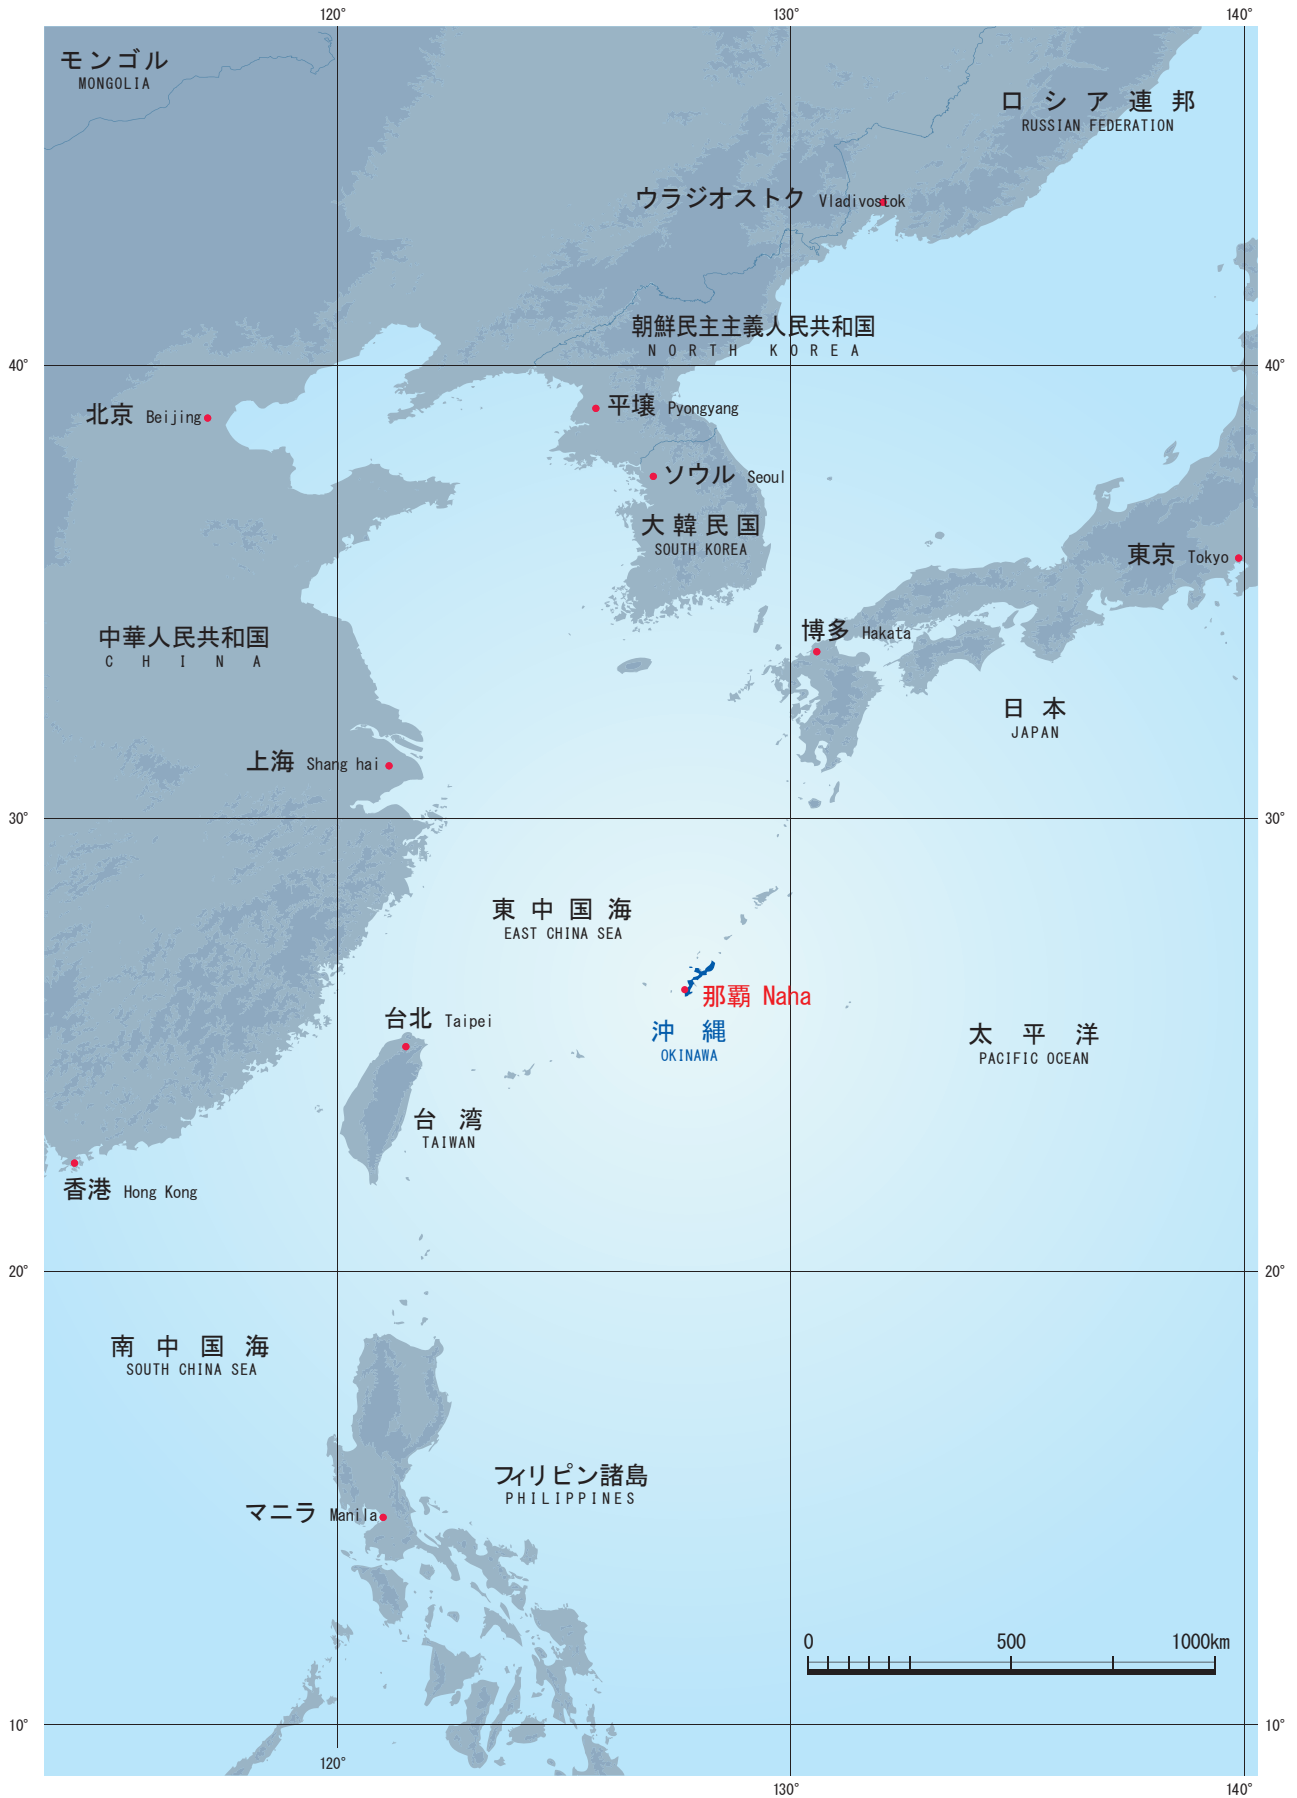 120°
130°
140°
モンゴル
MONGOLIA
ロシア連邦
RUSSIAN FEDERATION
ウラジオストク Vladivostok
朝鮮民主主義人民共和国
NORTH KOREA
40°
40°
北京 Beijing
平壌 Pyongyang
ソウル Seoul
大韓民国
SOUTH KOREA
東京 Tokyo
博多 Hakata
中華人民共和国
CHINA
日本
JAPAN
上海 Shang hai
30°
30°
東中国海
EAST CHINA SEA
那覇 Naha
沖縄
OKINAWA
台北 Taipei
太平洋
PACIFIC OCEAN
台湾
TAIWAN
香港 Hong Kong
20°
20°
南中国海
SOUTH CHINA SEA
フィリピン諸島
PHILIPPINES
マニラ Manila
0
500
1000km
10°
10°
120°
130°
140°